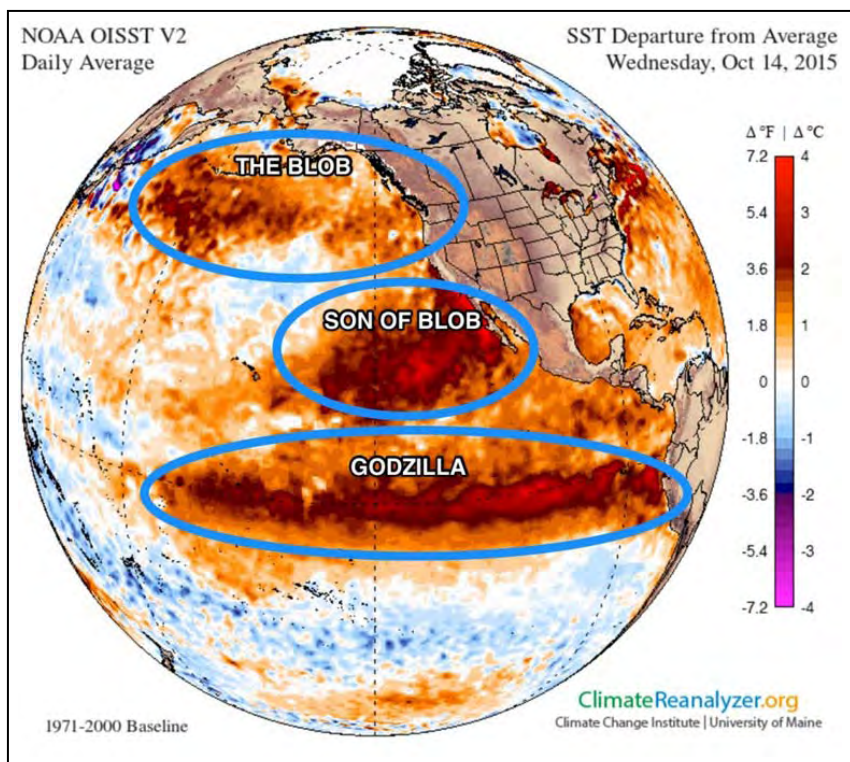 NOAA OISST V2
Daily Average
SST Departure from Average
Wednesday, Oct 14, 2015
Δ °F | Δ °C
7.2 4
5.4 3
3.6 2
1.8 1
0 0
-1.8 -1
-3.6 -2
-5.4 -3
-7.2 -4
THE BLOB
SON OF BLOB
GODZILLA
1971-2000 Baseline
ClimateReanalyzer.org
Climate Change Institute | University of Maine